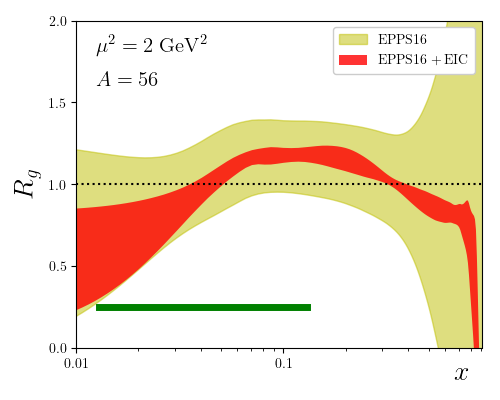 2.0
1.5
1.0
0.5
0.0
R_g
μ² = 2 GeV²
A = 56
EPPS16
EPPS16 + EIC
0.01
0.1
x